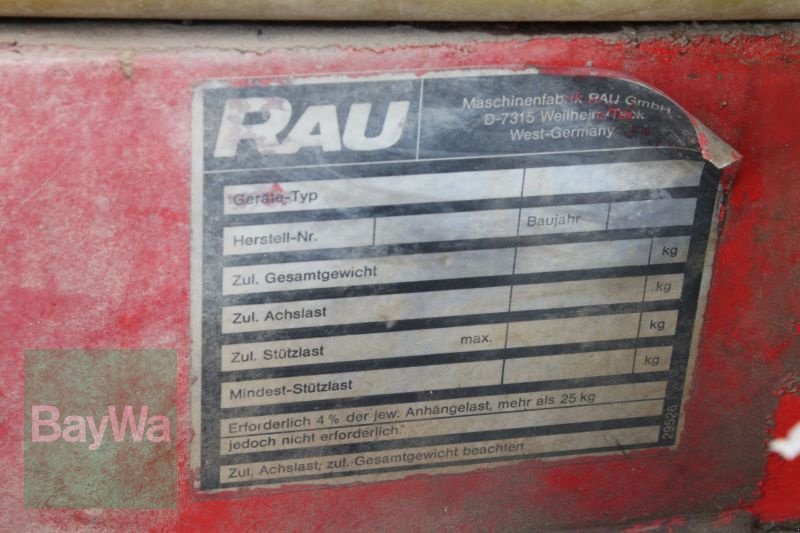 RAU
Maschinenfabrik RAU GmbH
D-7315 Weilheim/Teck
West-Germany
Geräte-Typ
Herstell-Nr. Baujahr
Zul. Gesamtgewicht kg
Zul. Achslast kg
Zul. Stützlast max. kg
Mindest-Stützlast kg
Erforderlich 4% der jew. Anhängelast, mehr als 25 kg
jedoch nicht erforderlich.
Zul. Achslast, zul. Gesamtgewicht beachten
29526
BayWa